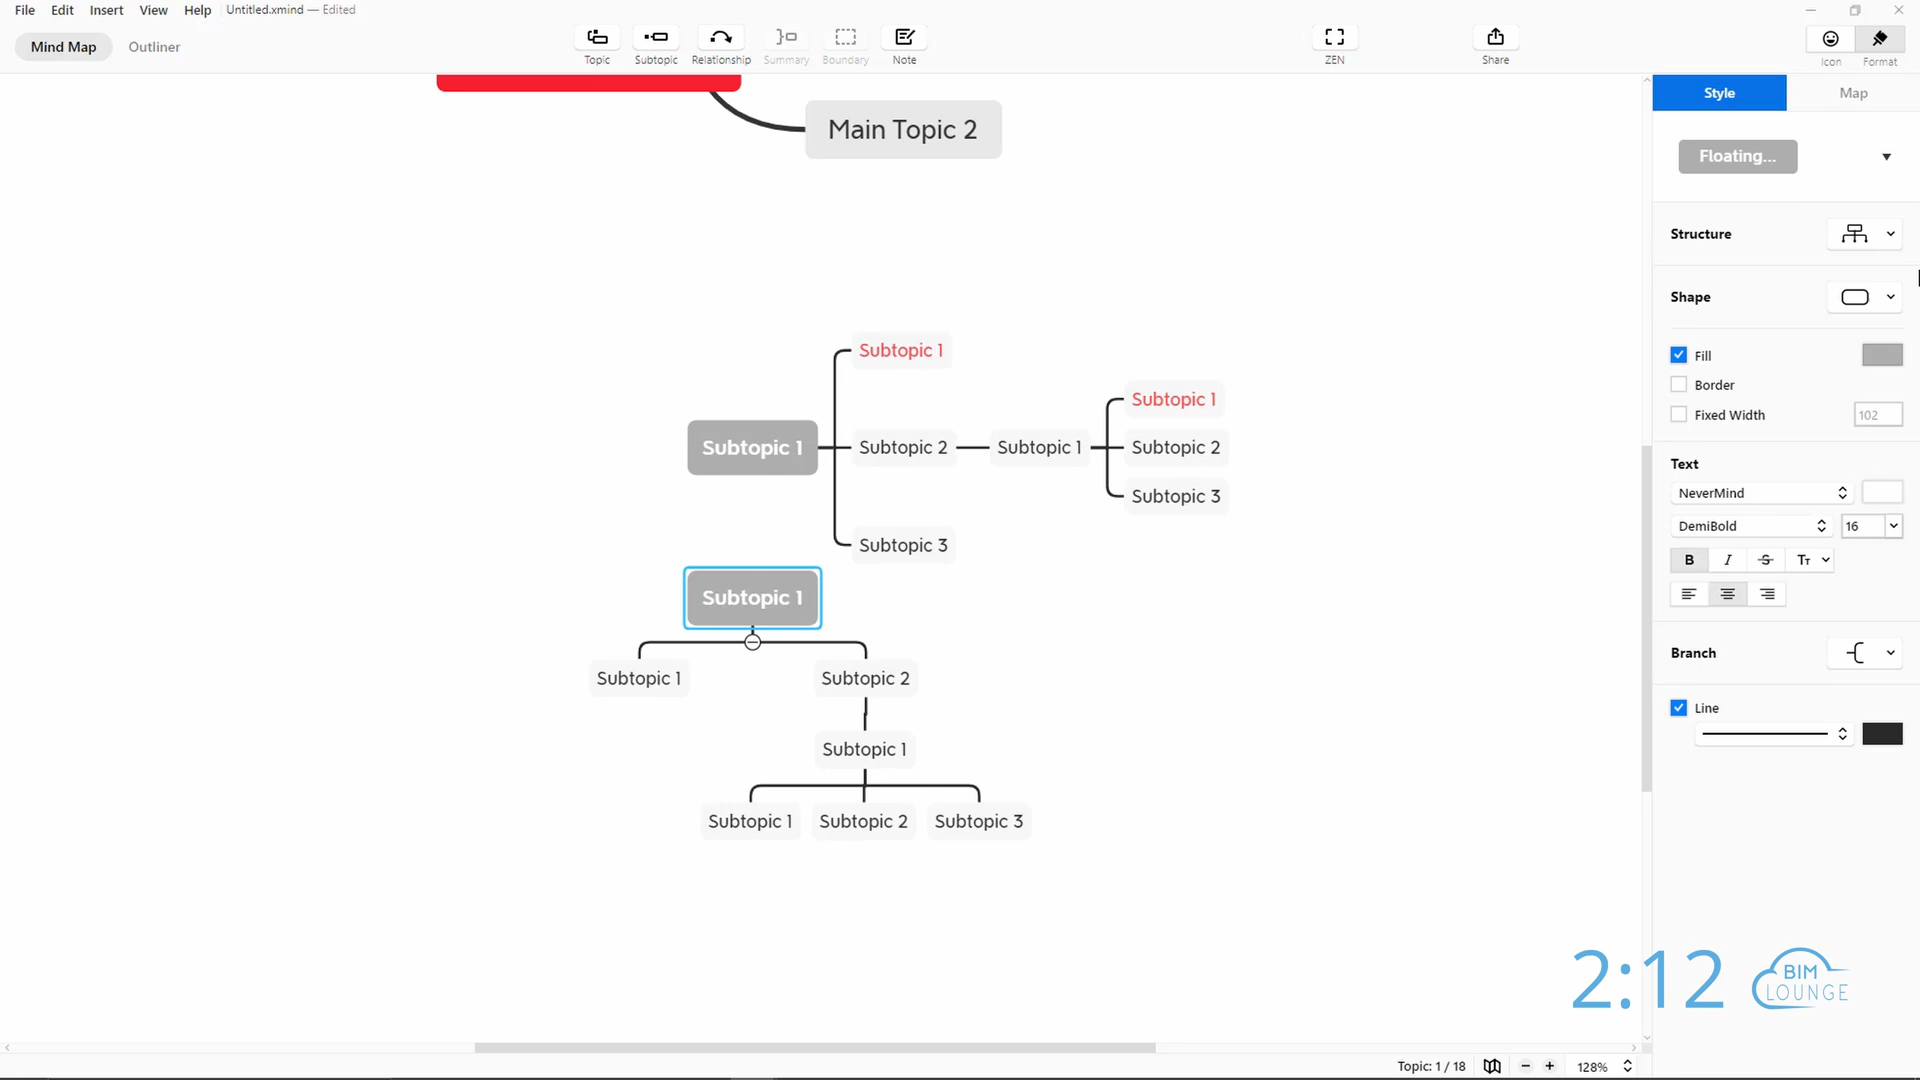 File Edit Insert View Help Untitled.xmind — Edited
Mind Map Outliner
Topic Subtopic Relationship Summary Boundary Note ZEN Share Icon Format
Style Map
Main Topic 2
Floating...
Structure
Shape
Fill
Border
Fixed Width 102
Text
NeverMind
DemiBold 16
B I S TT
Branch
Line
Subtopic 1
Subtopic 1
Subtopic 1
Subtopic 2 Subtopic 1 Subtopic 2
Subtopic 3
Subtopic 3
Subtopic 1
Subtopic 1 Subtopic 2
Subtopic 1
Subtopic 1 Subtopic 2 Subtopic 3
2:12 BIM
LOUNGE
Topic: 1 / 18 128%